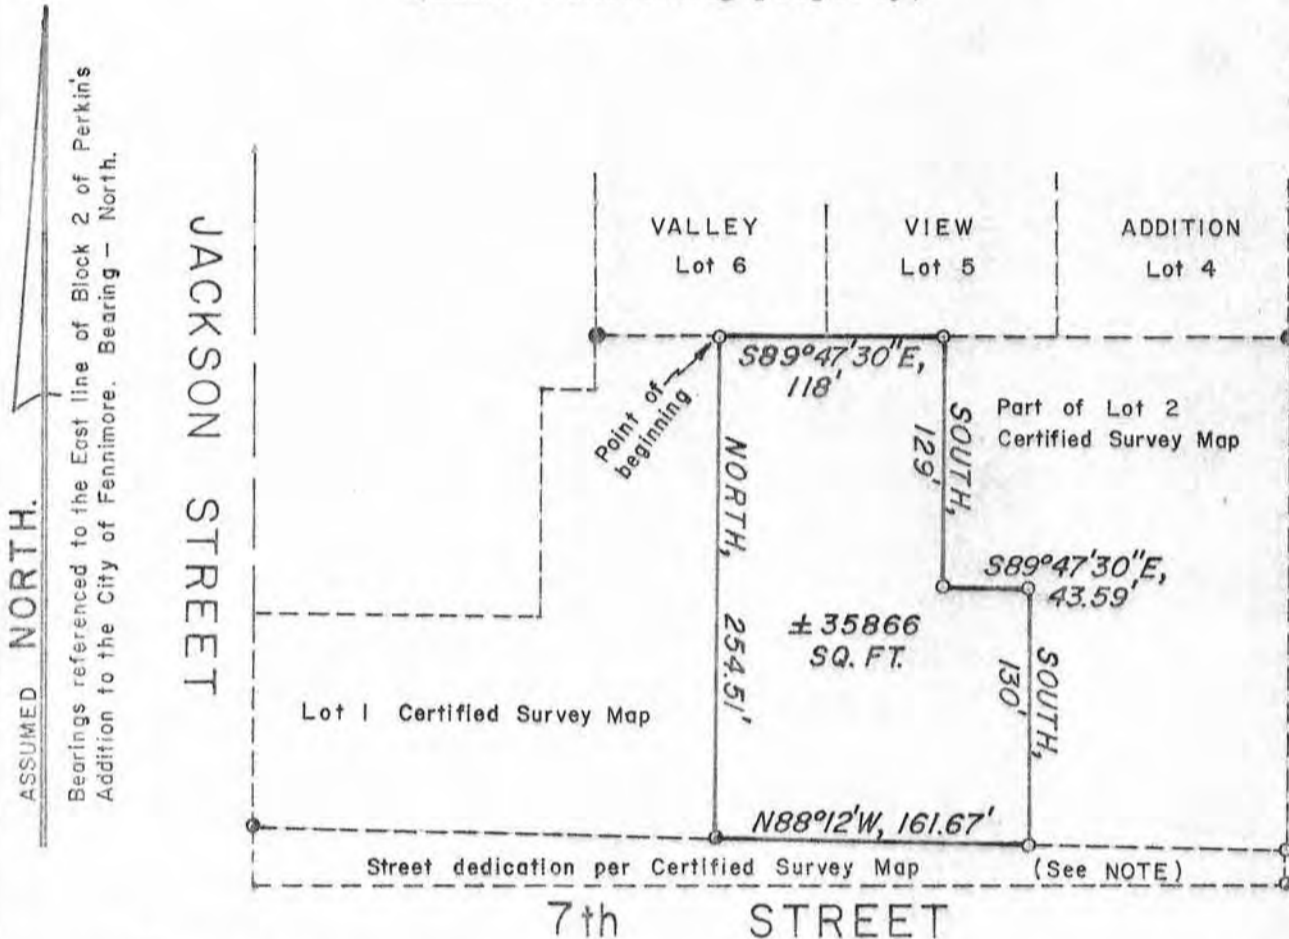 ASSUMED NORTH.
Bearings referenced to the East line of Block 2 of Perkin's
Addition to the City of Fennimore. Bearing — North.
JACKSON STREET
VALLEY
Lot 6
VIEW
Lot 5
ADDITION
Lot 4
Point of
beginning
S89°47'30"E,
118'
SOUTH,
129'
Part of Lot 2
Certified Survey Map
NORTH, 254.51'
S89°47'30"E,
43.59'
± 35866
SQ. FT.
SOUTH,
130'
Lot 1 Certified Survey Map
N88°12'W, 161.67'
Street dedication per Certified Survey Map (See NOTE)
7th STREET